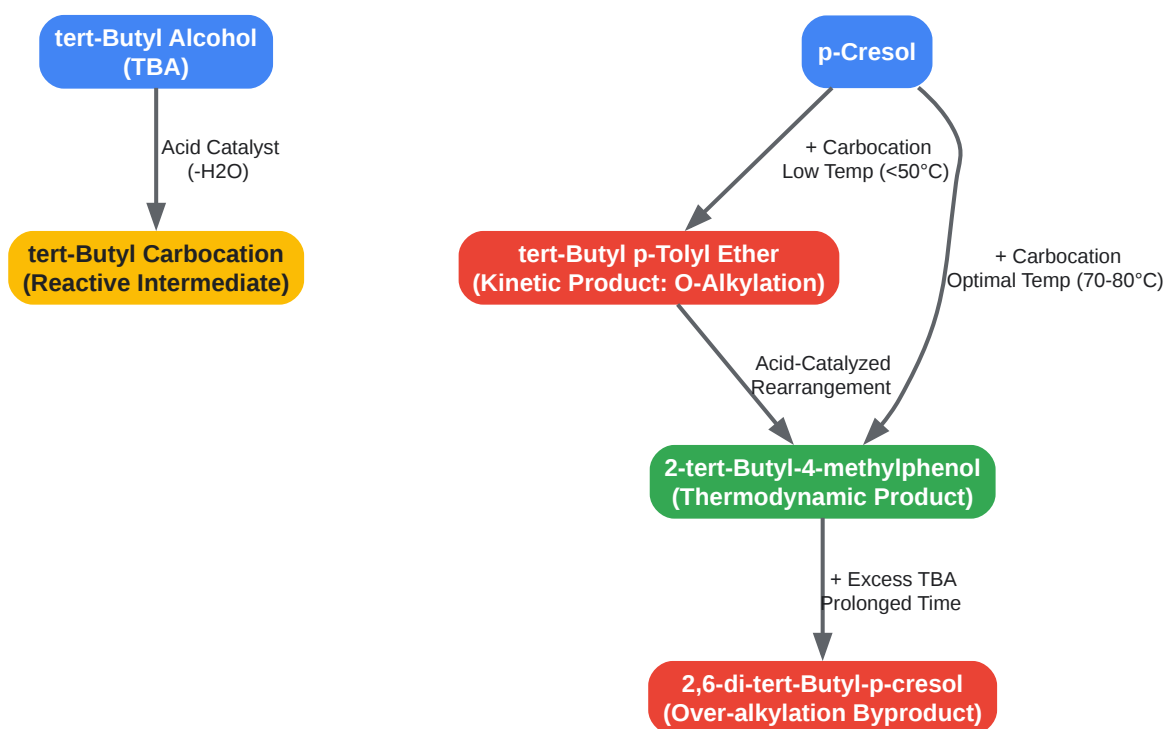 tert-Butyl Alcohol
(TBA)
p-Cresol
Acid Catalyst
(-H2O)
+ Carbocation
Low Temp (<50°C)
tert-Butyl Carbocation
(Reactive Intermediate)
tert-Butyl p-Tolyl Ether
(Kinetic Product: O-Alkylation)
+ Carbocation
Optimal Temp (70-80°C)
Acid-Catalyzed
Rearrangement
2-tert-Butyl-4-methylphenol
(Thermodynamic Product)
+ Excess TBA
Prolonged Time
2,6-di-tert-Butyl-p-cresol
(Over-alkylation Byproduct)